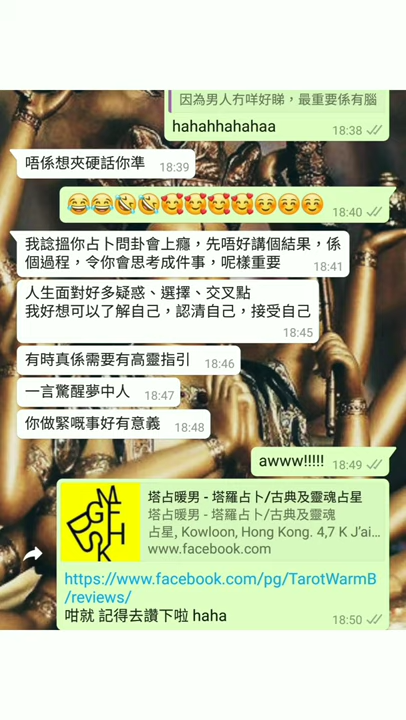 因為男人冇咩好睇，最重要係有腦
hahahhahahaa 18:38
唔係想夾硬話你準 18:39
😂😂🤣🤣🥰🥰🥰🥰☺️☺️☺️ 18:40
我諗搵你占卜問卦會上癮，先唔好講個結果，係
個過程，令你會思考成件事，呢樣重要 18:41
人生面對好多疑惑、選擇、交叉點
我好想可以了解自己，認清自己，接受自己
18:45
有時真係需要有高靈指引 18:46
一言驚醒夢中人 18:47
你做緊嘅事好有意義 18:48
awww!!!!! 18:49
塔占暖男 - 塔羅占卜/古典及靈魂占星
塔占暖男 - 塔羅占卜/古典及靈魂
占星, Kowloon, Hong Kong. 4,7 K J'ai…
www.facebook.com
https://www.facebook.com/pg/TarotWarmB
/reviews/
咁就 記得去讚下啦 haha 18:50